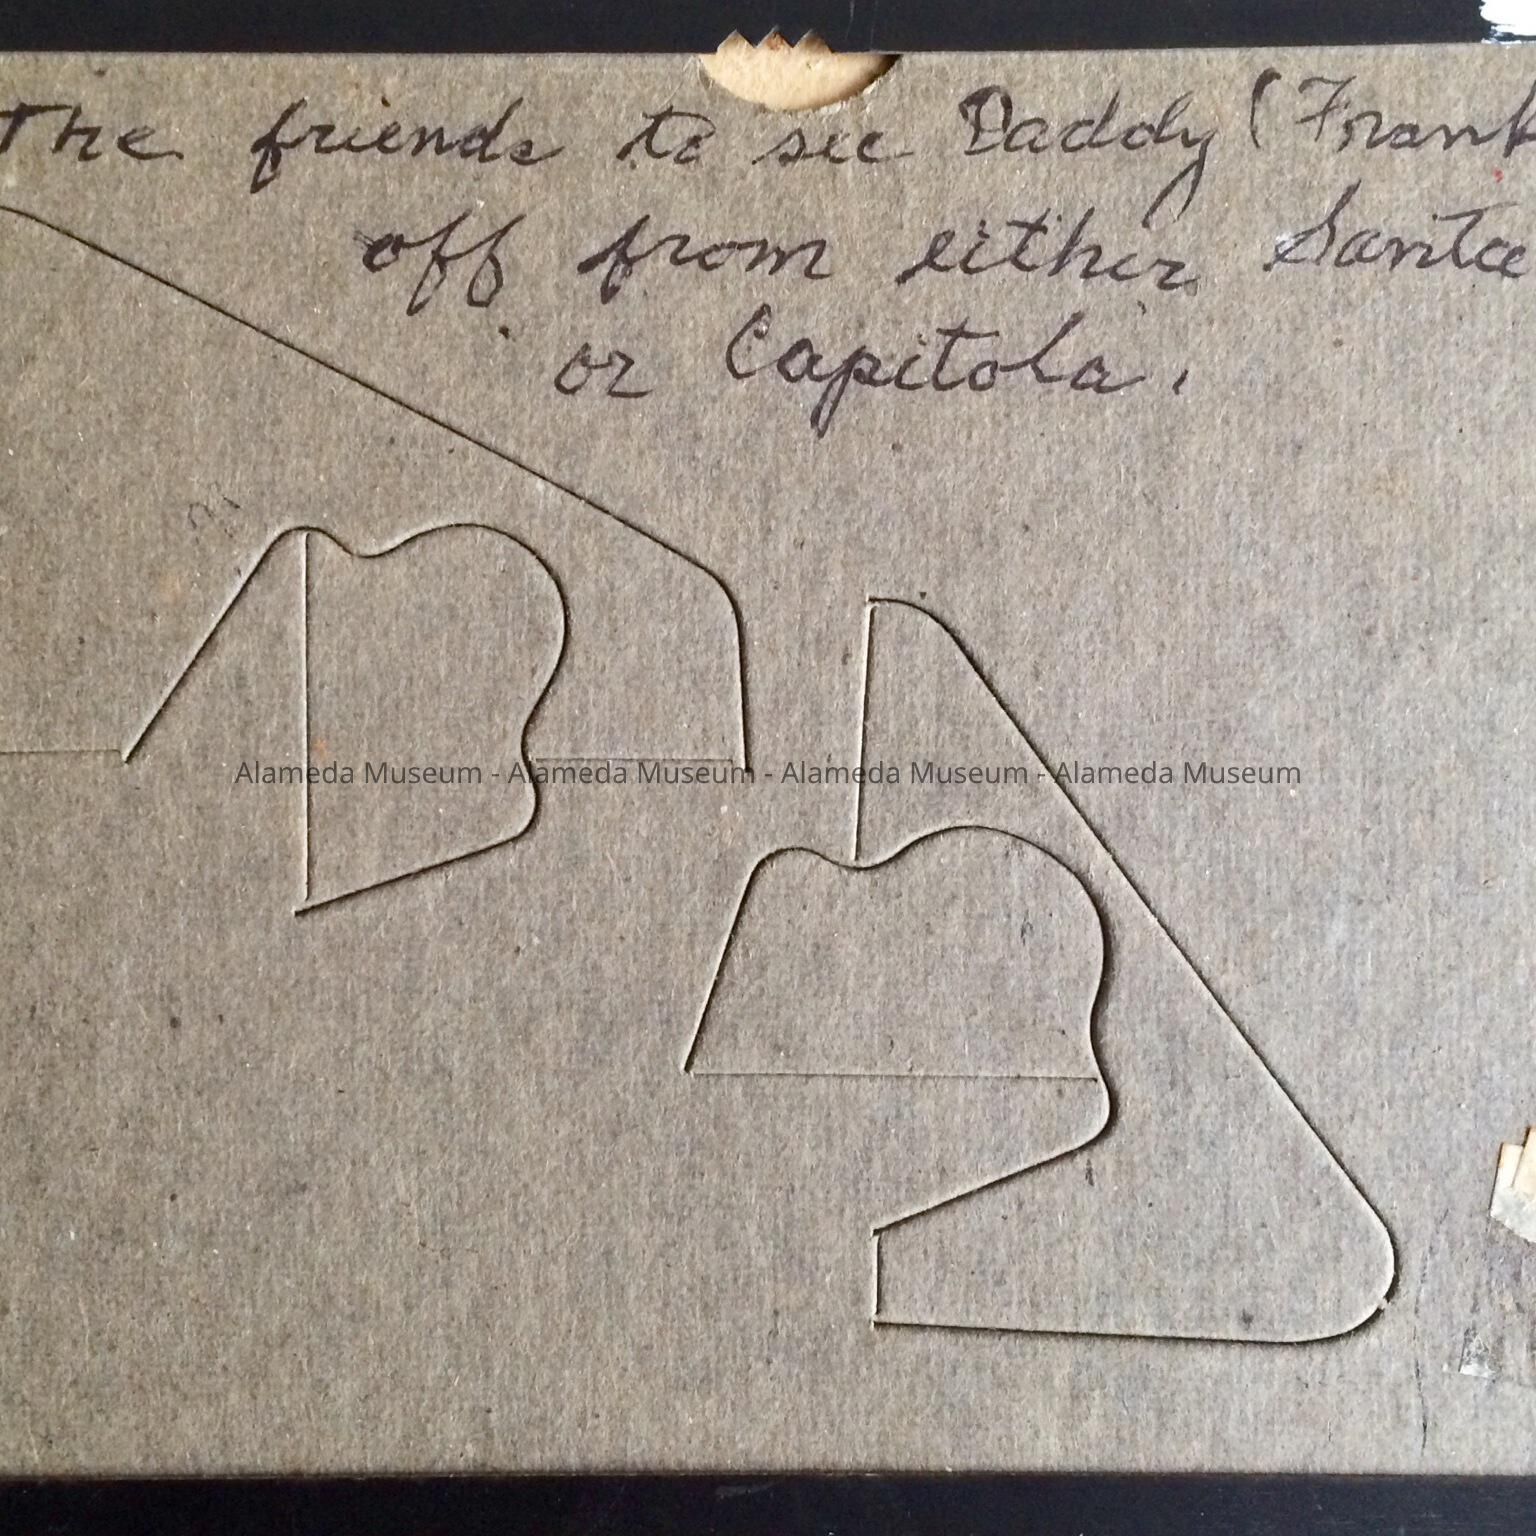 The friends to see Daddy (Frank
off from either Santa
or Capitola.
Alameda Museum - Alameda Museum - Alameda Museum - Alameda Museum